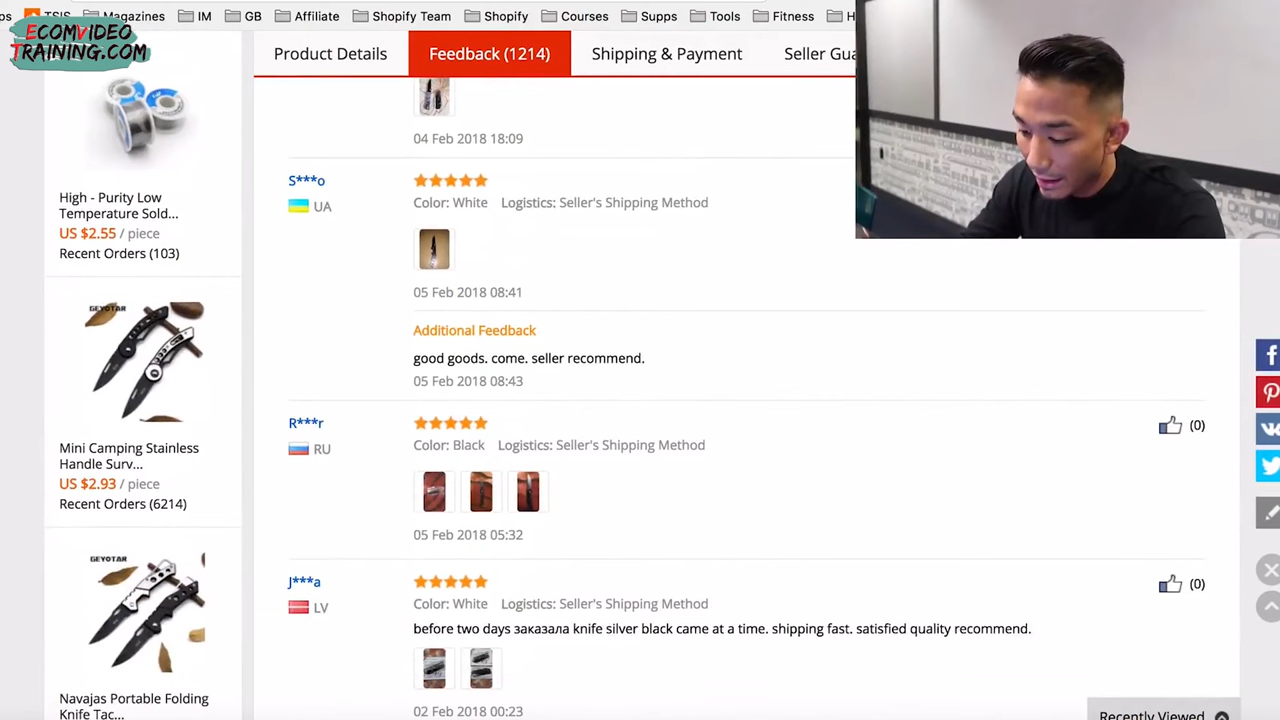 ps
TSIS
Magazines
IM
GB
Affiliate
Shopify Team
Shopify
Courses
Supps
Tools
Fitness
H
ECOMVIDEO
TRAINING.COM
Product Details
Feedback (1214)
Shipping & Payment
Seller Gua
High - Purity Low
Temperature Sold...
US $2.55 / piece
Recent Orders (103)
GEYOTAR
Mini Camping Stainless
Handle Surv...
US $2.93 / piece
Recent Orders (6214)
GEYOTAR
Navajas Portable Folding
Knife Tac...
04 Feb 2018 18:09
S***o
UA
Color: White Logistics: Seller's Shipping Method
05 Feb 2018 08:41
Additional Feedback
good goods. come. seller recommend.
05 Feb 2018 08:43
R***r
RU
Color: Black Logistics: Seller's Shipping Method
(0)
05 Feb 2018 05:32
J***a
LV
Color: White Logistics: Seller's Shipping Method
(0)
before two days заказала knife silver black came at a time. shipping fast. satisfied quality recommend.
02 Feb 2018 00:23
Recently Viewed